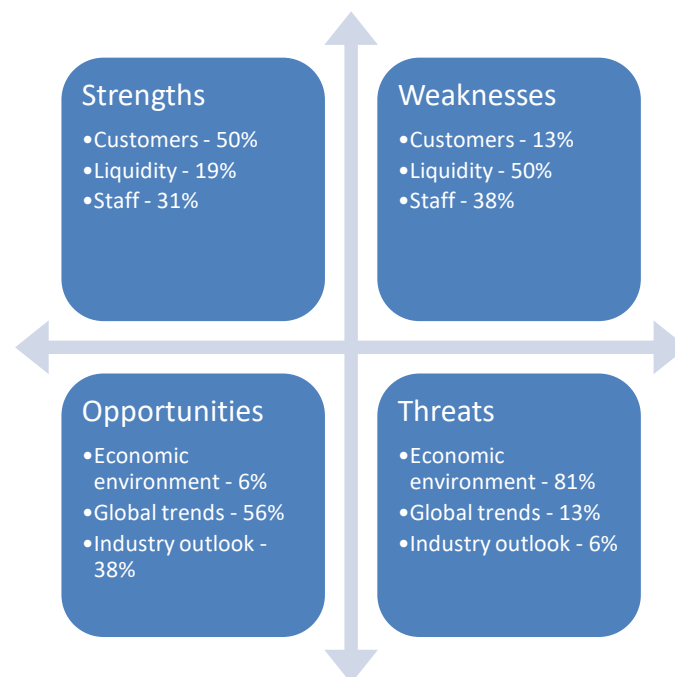 Strengths
•Customers - 50%
•Liquidity - 19%
•Staff - 31%
Weaknesses
•Customers - 13%
•Liquidity - 50%
•Staff - 38%
Opportunities
•Economic
environment - 6%
•Global trends - 56%
•Industry outlook -
38%
Threats
•Economic
environment - 81%
•Global trends - 13%
•Industry outlook - 6%